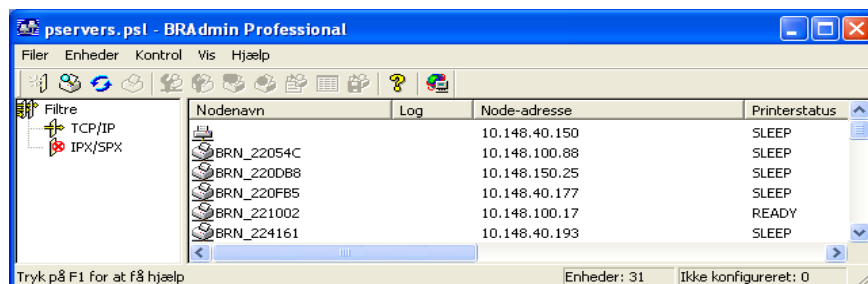 pservers.psl - BRAdmin Professional
Filer Enheder Kontrol Vis Hjælp
Filtre
TCP/IP
IPX/SPX
Nodenavn Log Node-adresse Printerstatus
10.148.40.150 SLEEP
BRN_22054C 10.148.100.88 SLEEP
BRN_220DB8 10.148.150.25 SLEEP
BRN_220FB5 10.148.40.177 SLEEP
BRN_221002 10.148.100.17 READY
BRN_224161 10.148.40.193 SLEEP
Tryk på F1 for at få hjælp Enheder: 31 Ikke konfigureret: 0